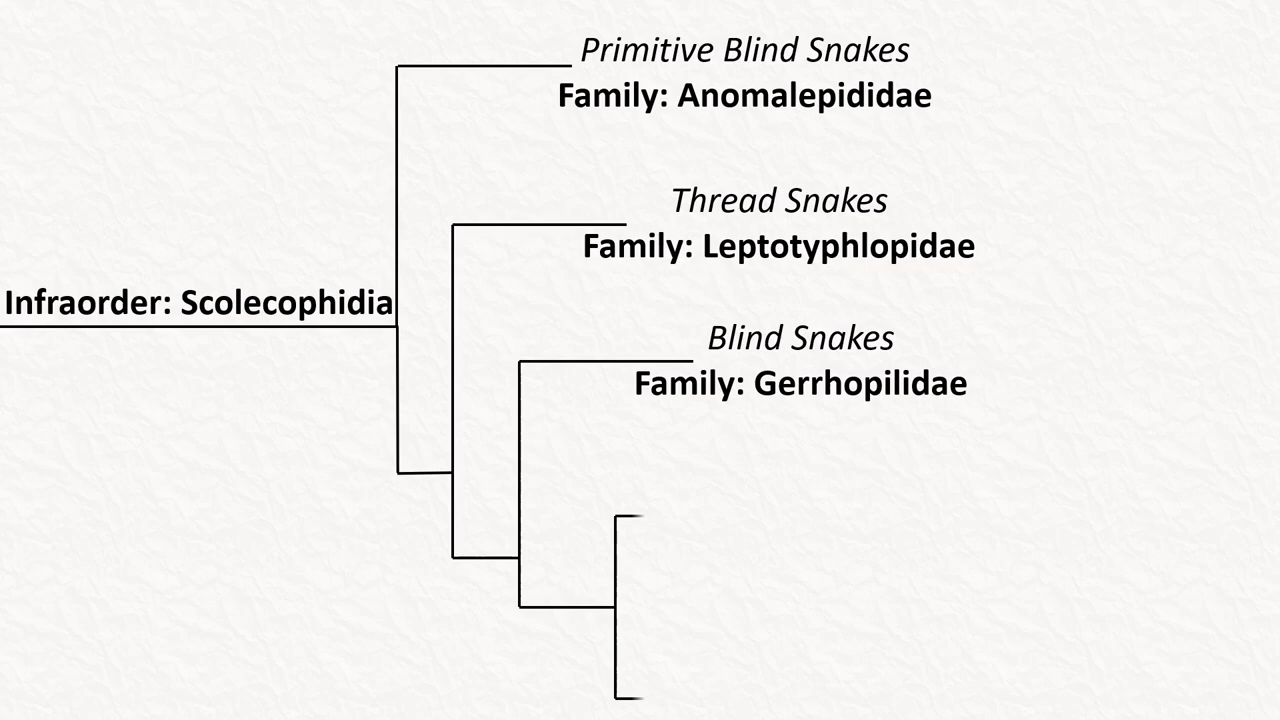 Primitive Blind Snakes
Family: Anomalepididae
Thread Snakes
Family: Leptotyphlopidae
Infraorder: Scolecophidia
Blind Snakes
Family: Gerrhopilidae